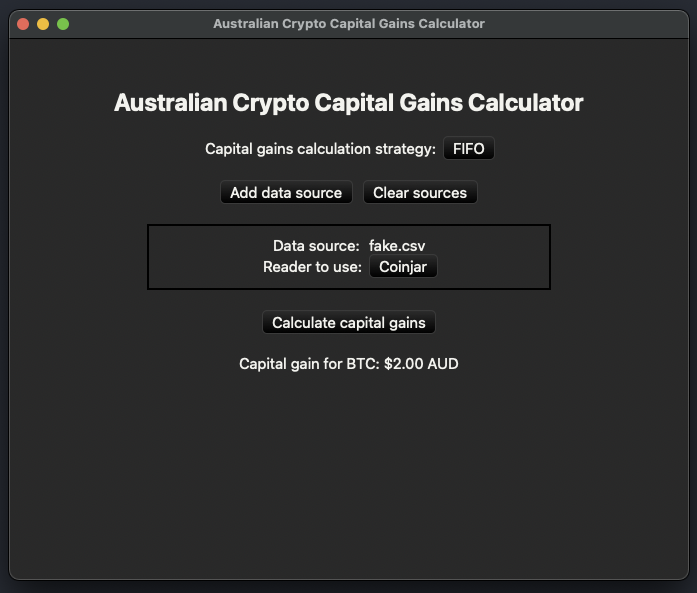 Australian Crypto Capital Gains Calculator
Australian Crypto Capital Gains Calculator
Capital gains calculation strategy: FIFO
Add data source Clear sources
Data source: fake.csv
Reader to use: Coinjar
Calculate capital gains
Capital gain for BTC: $2.00 AUD